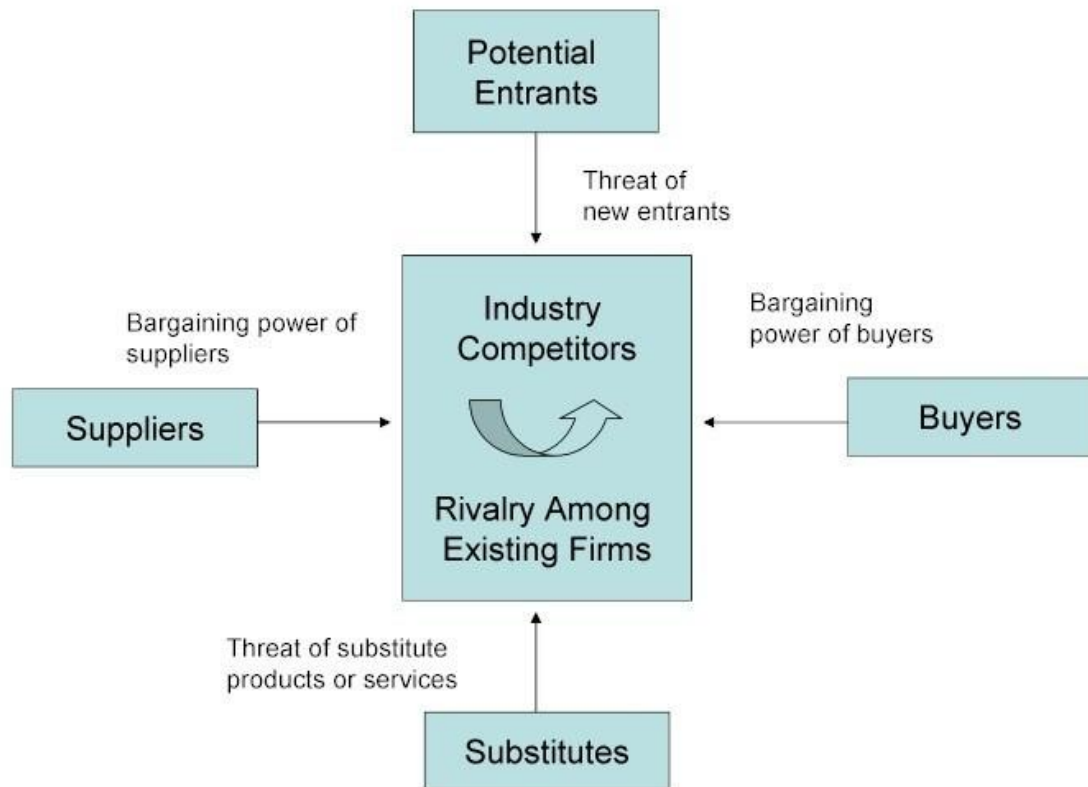 Potential
Entrants
Threat of
new entrants
Industry
Competitors
Bargaining power of
suppliers
Bargaining
power of buyers
Suppliers
Buyers
Rivalry Among
Existing Firms
Threat of substitute
products or services
Substitutes